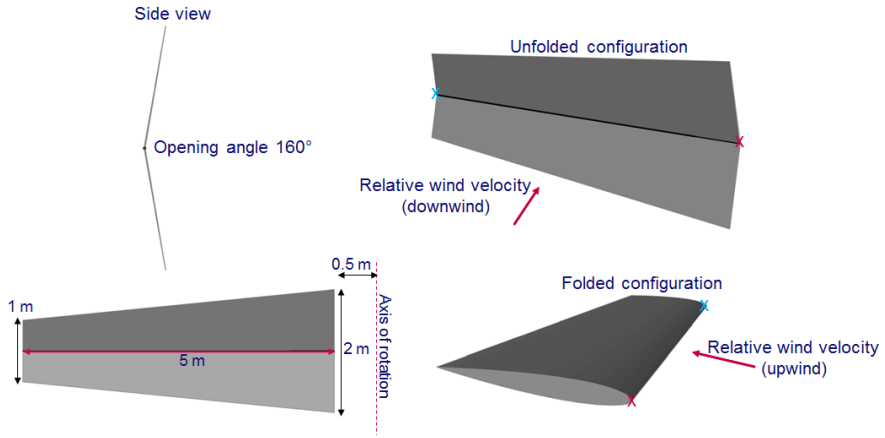 Side view
Opening angle 160°
Unfolded configuration
X
X
Relative wind velocity
(downwind)
0.5 m
1 m
5 m
2 m
Axis of rotation
Folded configuration
X
X
Relative wind velocity
(upwind)